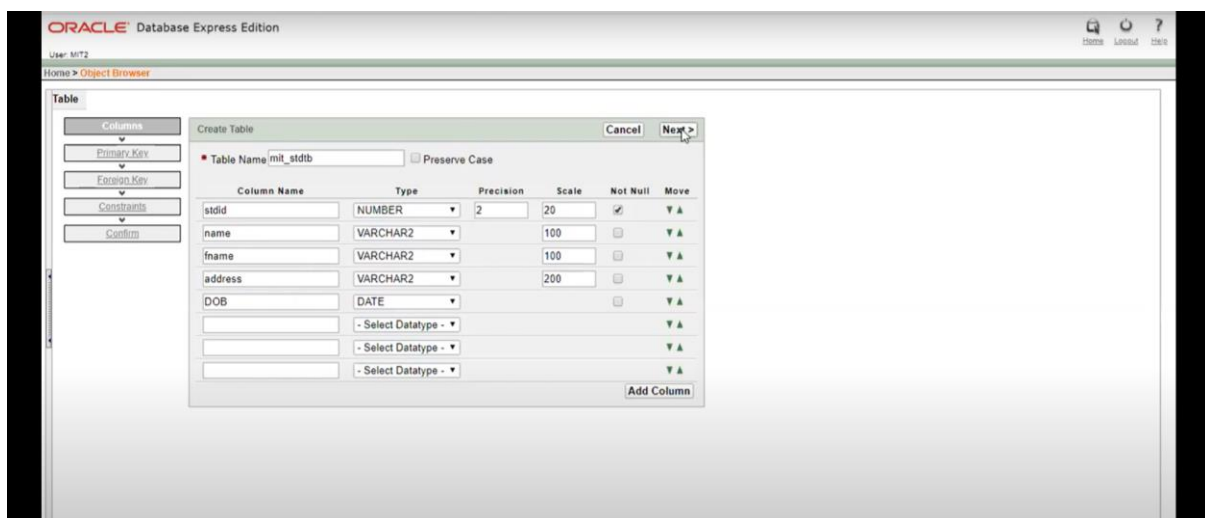 ORACLE Database Express Edition
Home Logout Help
User: MIT2
Home > Object Browser
Table
Columns
Primary Key
Foreign Key
Constraints
Confirm
Create Table Cancel Next >
Table Name mit_stdtb Preserve Case
Column Name Type Precision Scale Not Null Move
stdid NUMBER 2 20
name VARCHAR2 100
fname VARCHAR2 100
address VARCHAR2 200
DOB DATE
- Select Datatype -
- Select Datatype -
- Select Datatype -
Add Column